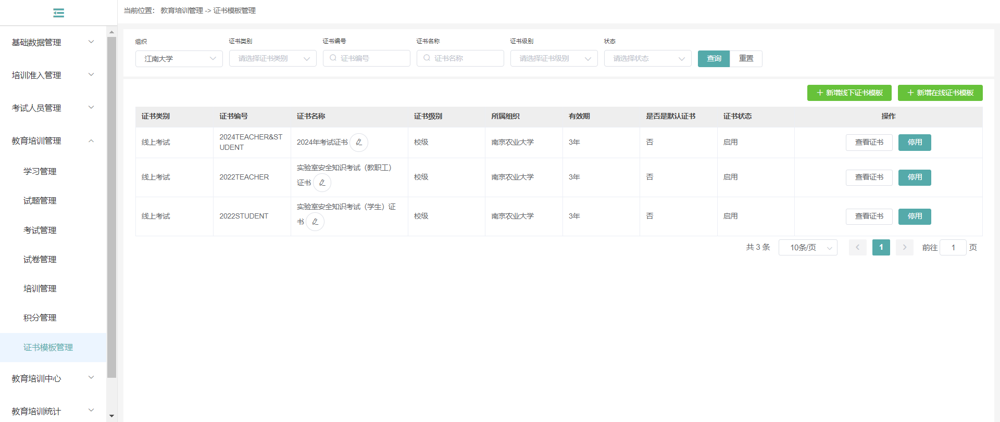 当前位置： 教育培训管理 -> 证书模板管理
基础数据管理
培训准入管理
考试人员管理
教育培训管理
学习管理
试题管理
考试管理
试卷管理
培训管理
积分管理
证书模板管理
教育培训中心
教育培训统计
组织 证书类别 证书编号 证书名称 证书级别 状态
江南大学 请选择证书类别 证书编号 证书名称 请选择证书级别 请选择状态 查询 重置
新增线下证书模板 新增在线证书模板
证书类别 证书编号 证书名称 证书级别 所属组织 有效期 是否是默认证书 证书状态 操作
线上考试 2024TEACHER&ST
UDENT 2024年考试证书 校级 南京农业大学 3年 否 启用 查看证书 停用
线上考试 2022TEACHER 实验室安全知识考试（教职工）
证书 校级 南京农业大学 3年 否 启用 查看证书 停用
线上考试 2022STUDENT 实验室安全知识考试（学生）证
书 校级 南京农业大学 3年 否 启用 查看证书 停用
共 3 条 10条/页 1 前往 1 页